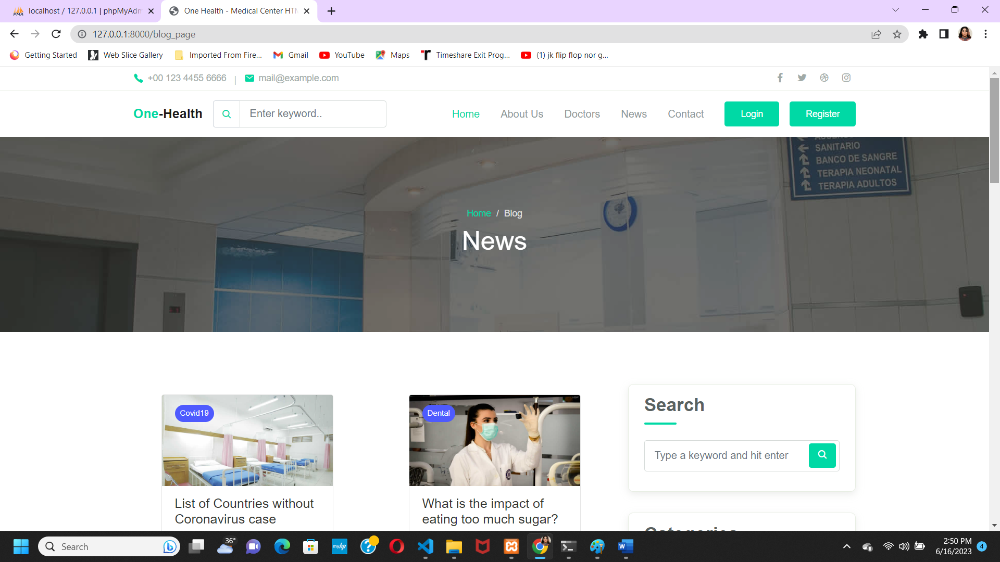 localhost / 127.0.0.1 | phpMyAdm
One Health - Medical Center HTM
127.0.0.1:8000/blog_page
Getting Started
Web Slice Gallery
Imported From Fire...
Gmail
YouTube
Maps
Timeshare Exit Prog...
(1) jk flip flop nor g...
+00 123 4455 6666 | mail@example.com
One-Health
Enter keyword..
Home
About Us
Doctors
News
Contact
Login
Register
SANITARIO
BANCO DE SANGRE
TERAPIA NEONATAL
TERAPIA ADULTOS
Home / Blog
News
Covid19
Dental
Search
Type a keyword and hit enter
List of Countries without
Coronavirus case
What is the impact of
eating too much sugar?
Categories
Search
36°
myhp
2:50 PM
6/16/2023
4